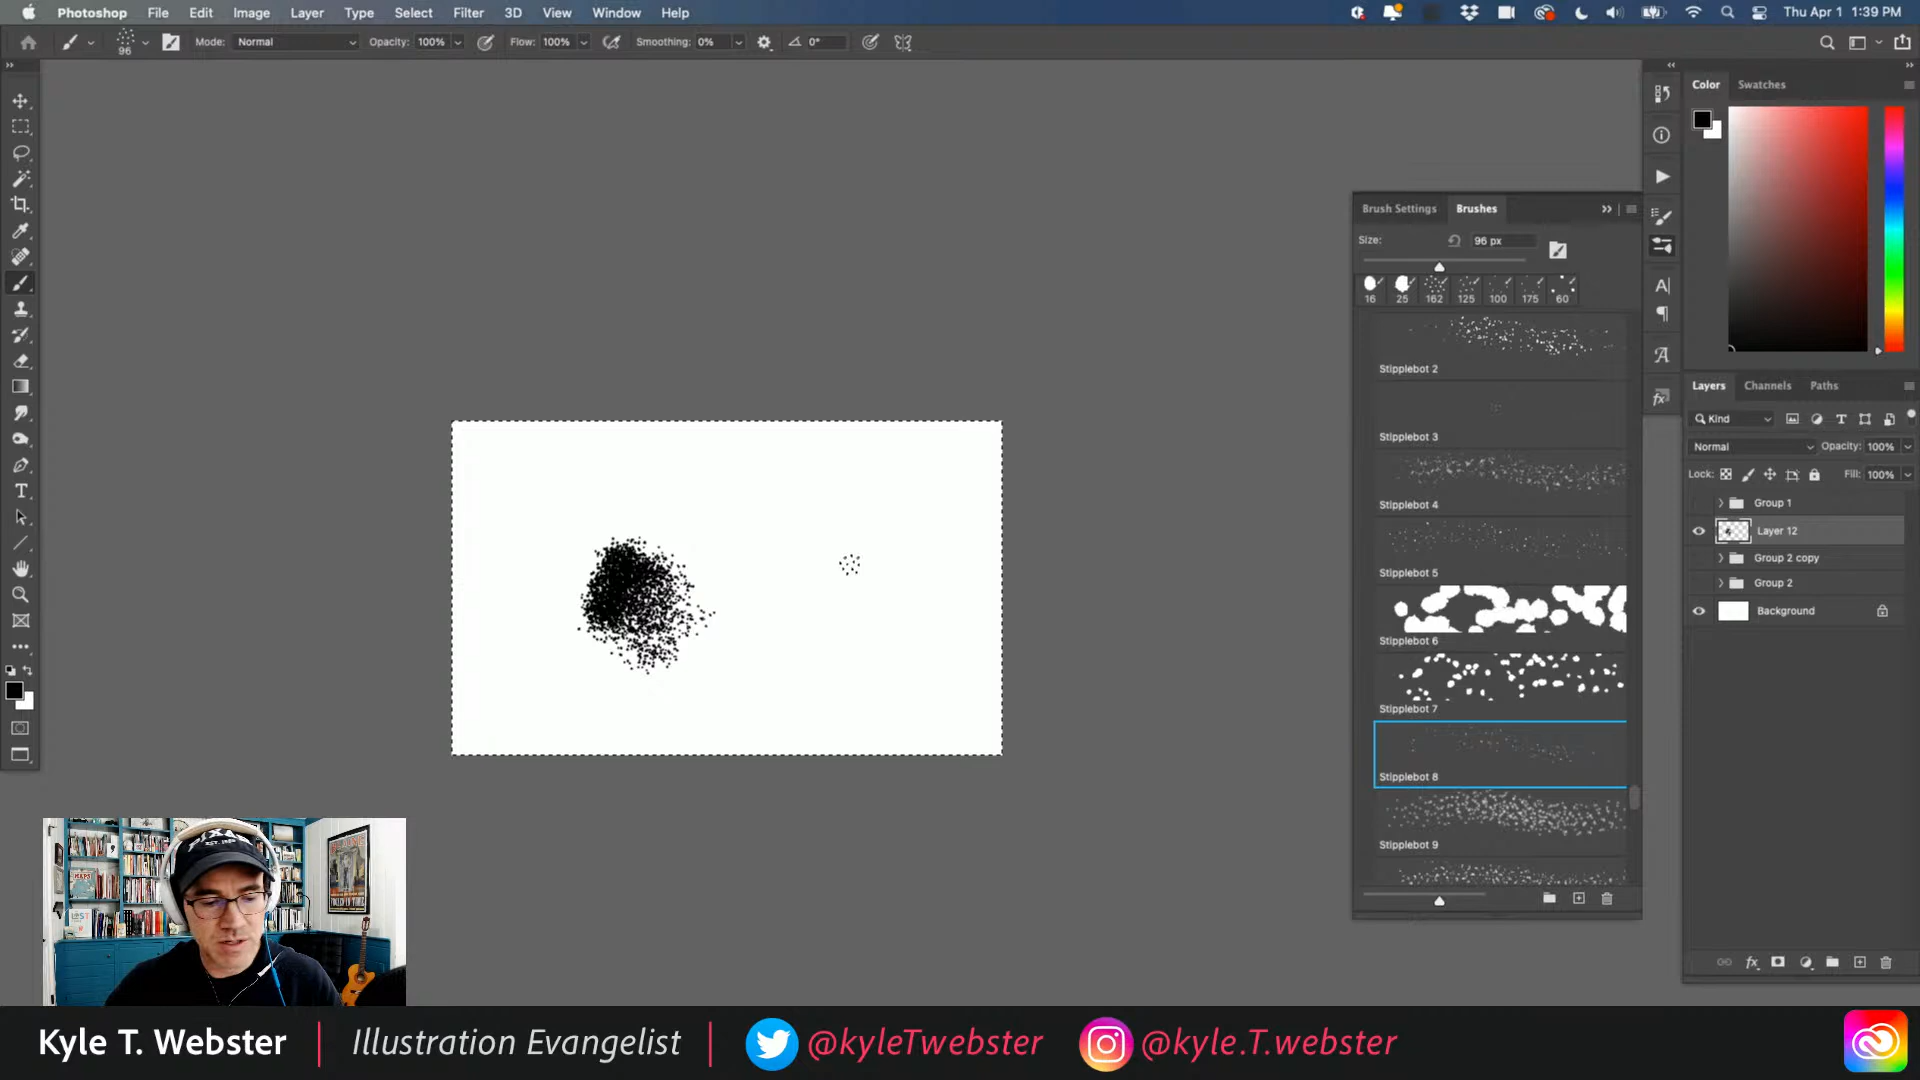 Photoshop File Edit Image Layer Type Select Filter 3D View Window Help
Thu Apr 1 1:39 PM
96
Mode: Normal Opacity: 100% Flow: 100% Smoothing: 0% 0°
Color Swatches
Brush Settings Brushes
Size: 96 px
16 25 162 125 100 175 60
Stipplebot 2
Stipplebot 3
Stipplebot 4
Stipplebot 5
Stipplebot 6
Stipplebot 7
Stipplebot 8
Stipplebot 9
Layers Channels Paths
Kind
Normal Opacity: 100%
Lock: Fill: 100%
Group 1
Layer 12
Group 2 copy
Group 2
Background
PIXAR
Kyle T. Webster | Illustration Evangelist | @kyleTwebster @kyle.T.webster